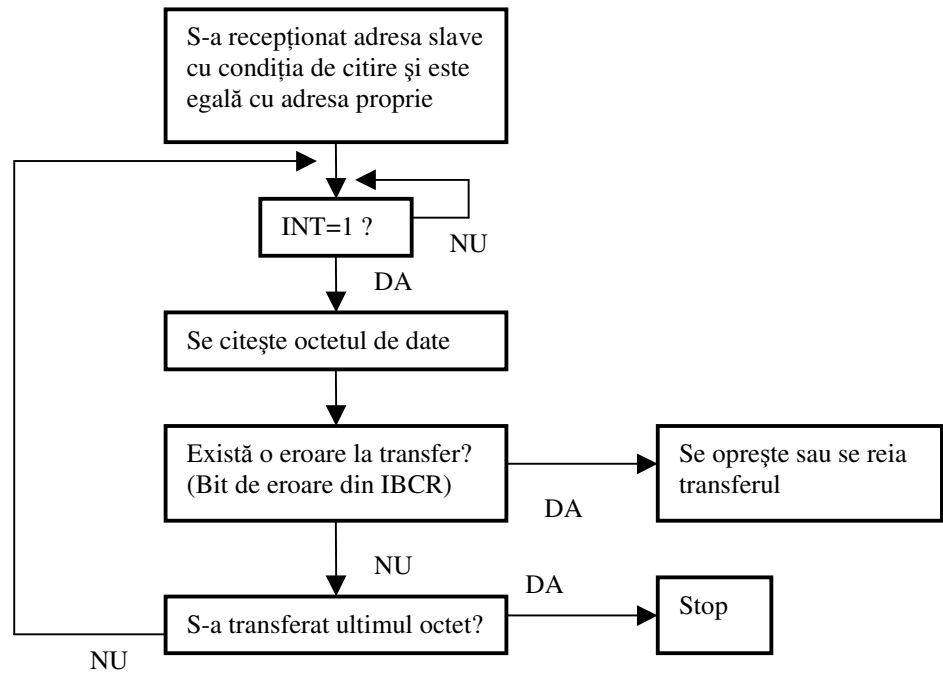 S-a recepționat adresa slave
cu condiția de citire şi este
egală cu adresa proprie
INT=1 ?
NU
DA
Se citeşte octetul de date
Există o eroare la transfer?
(Bit de eroare din IBCR)
DA
Se opreşte sau se reia
transferul
NU
DA
S-a transferat ultimul octet?
Stop
NU